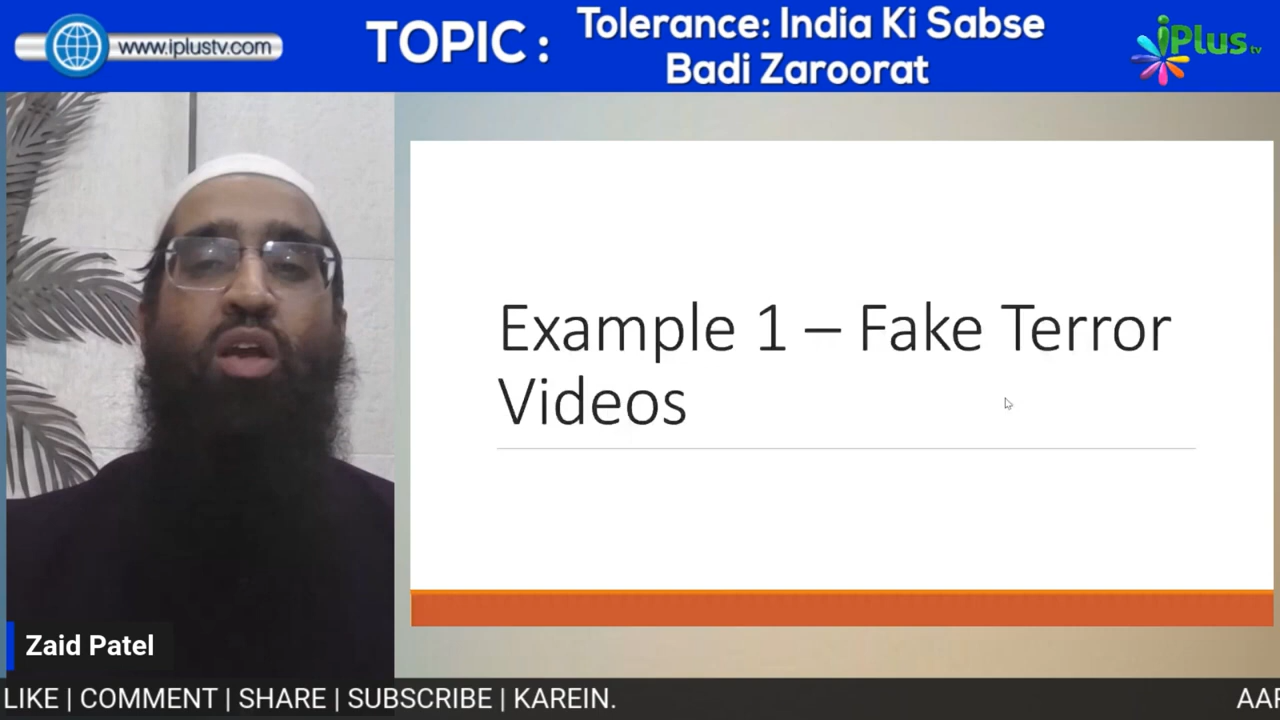 www.iplustv.com
TOPIC :
Tolerance: India Ki Sabse
Badi Zaroorat
iPlus tv
Example 1 – Fake Terror
Videos
Zaid Patel
LIKE | COMMENT | SHARE | SUBSCRIBE | KAREIN.